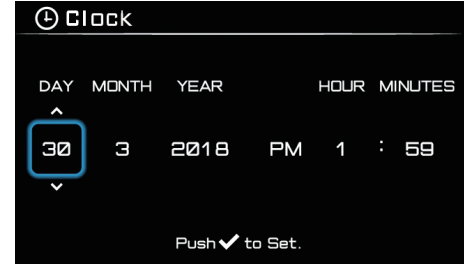 Clock
DAY MONTH YEAR HOUR MINUTES
30 3 2018 PM 1 : 59
Push ✓ to Set.